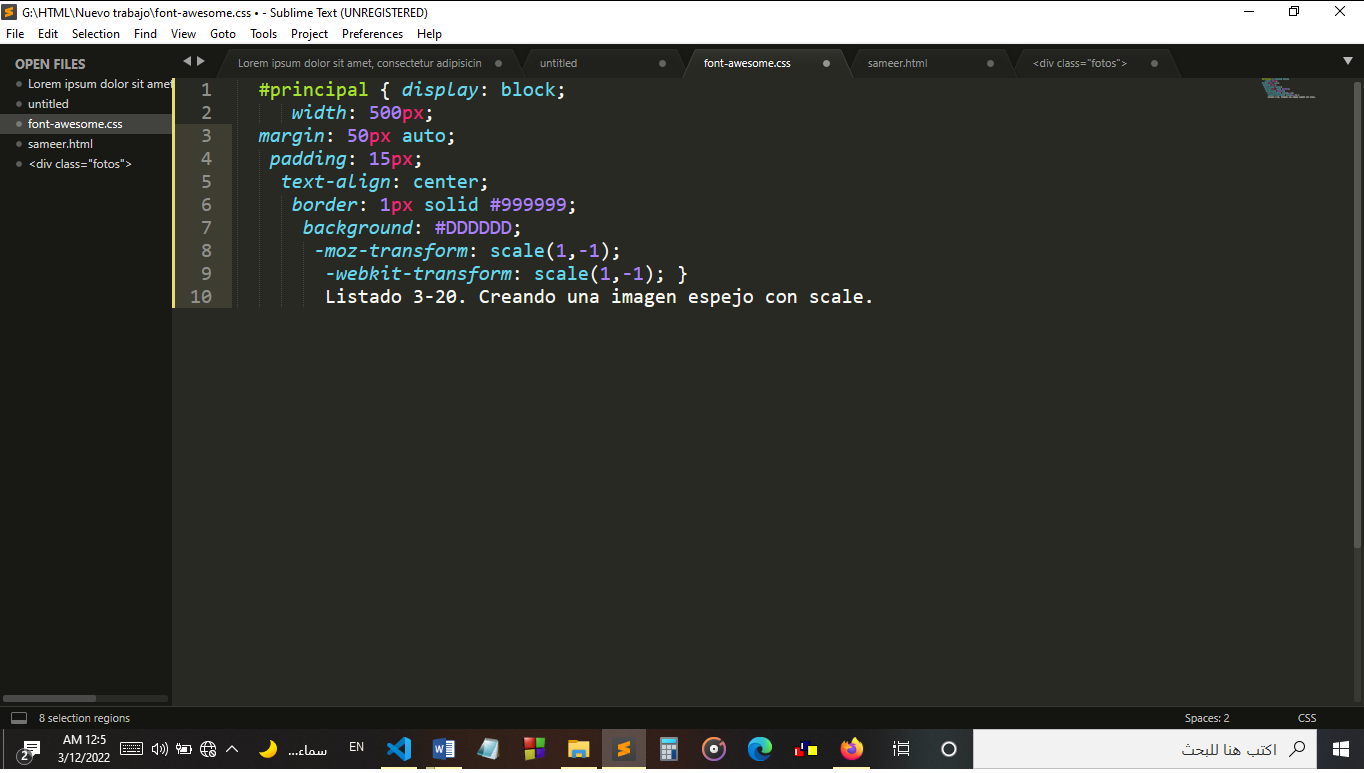 G:\HTML\Nuevo trabajo\font-awesome.css • - Sublime Text (UNREGISTERED)
File Edit Selection Find View Goto Tools Project Preferences Help
OPEN FILES
Lorem ipsum dolor sit amet
untitled
font-awesome.css
sameer.html
<div class="fotos">
Lorem ipsum dolor sit amet, consectetur adipisicin
untitled
font-awesome.css
sameer.html
<div class="fotos">
1 #principal { display: block;
2 width: 500px;
3 margin: 50px auto;
4 padding: 15px;
5 text-align: center;
6 border: 1px solid #999999;
7 background: #DDDDDD;
8 -moz-transform: scale(1,-1);
9 -webkit-transform: scale(1,-1); }
10 Listado 3-20. Creando una imagen espejo con scale.
8 selection regions
Spaces: 2
CSS
2
AM 12:5
3/12/2022
سماء...
EN
اكتب هنا للبحث